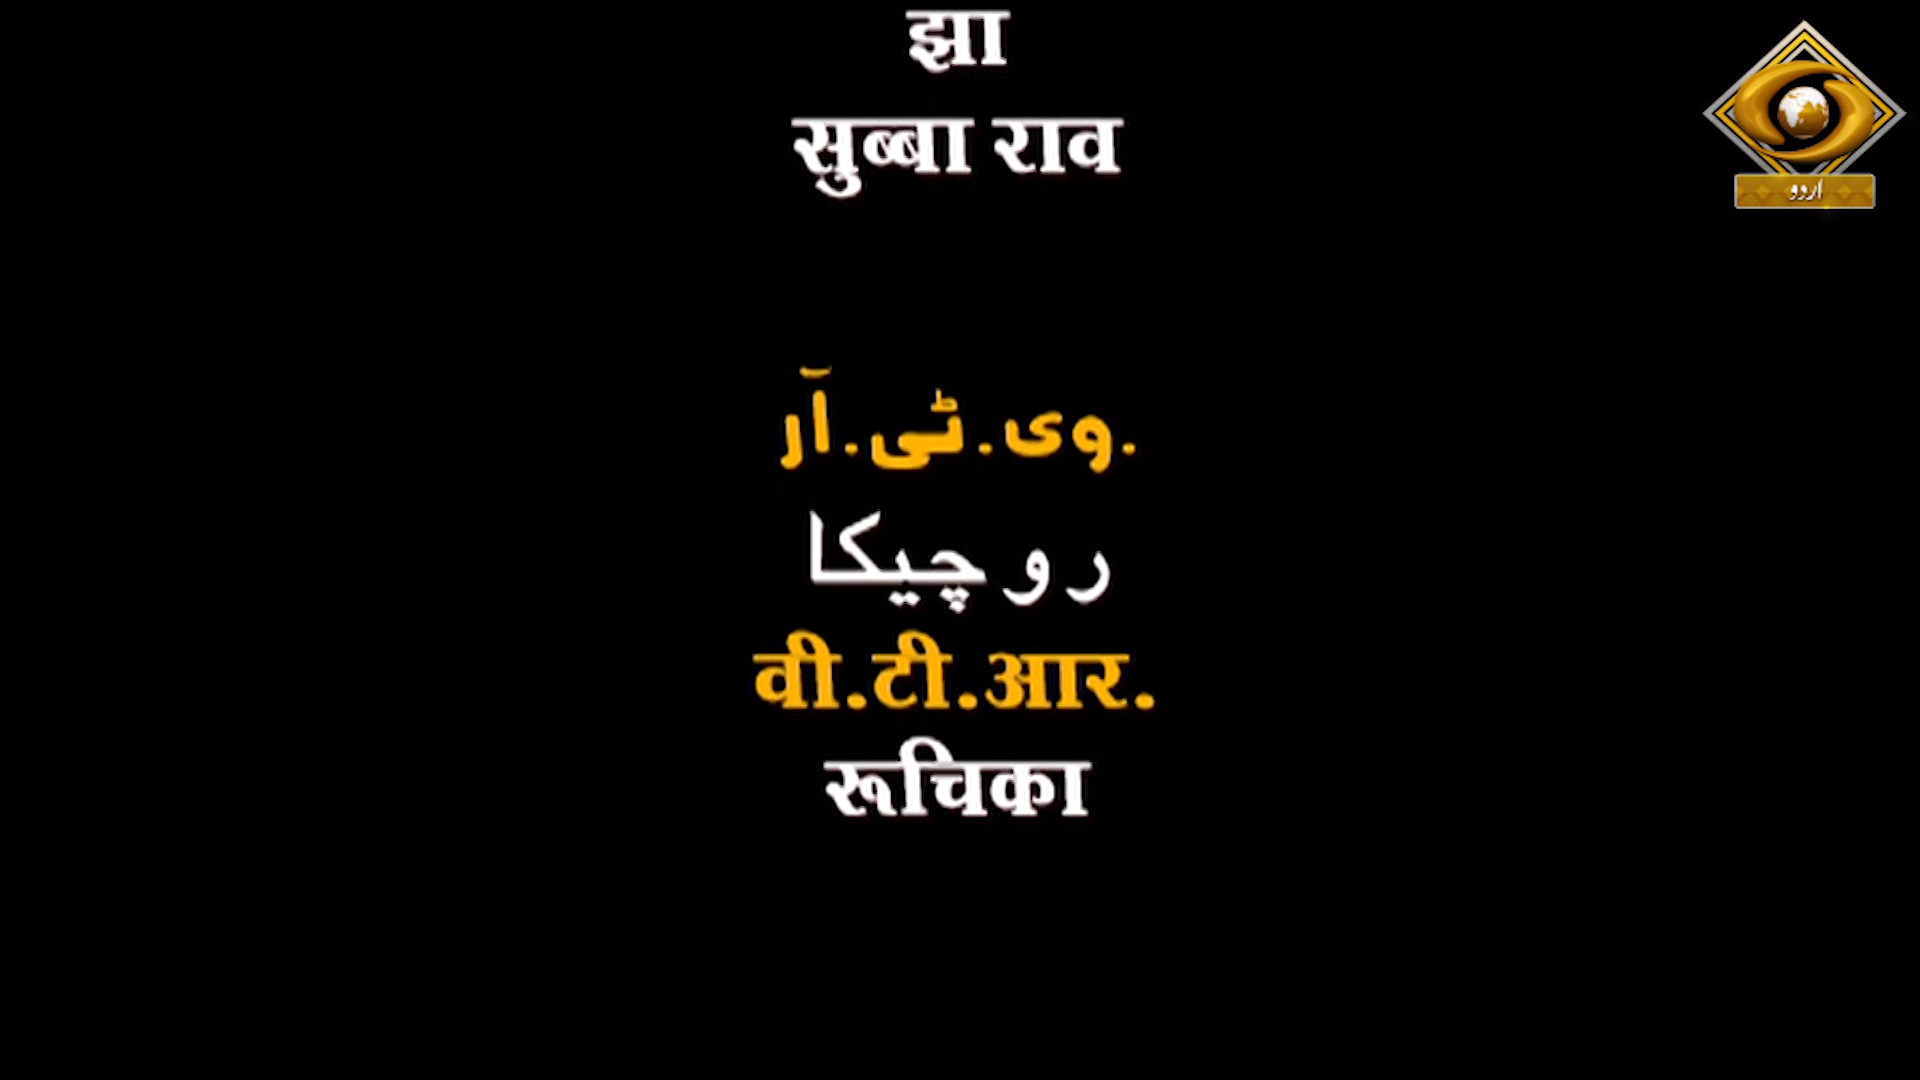 झा
सुब्बा राव
اردو
وی.ٹی.آر.
روچیکا
वी.टी.आर.
रूचिका